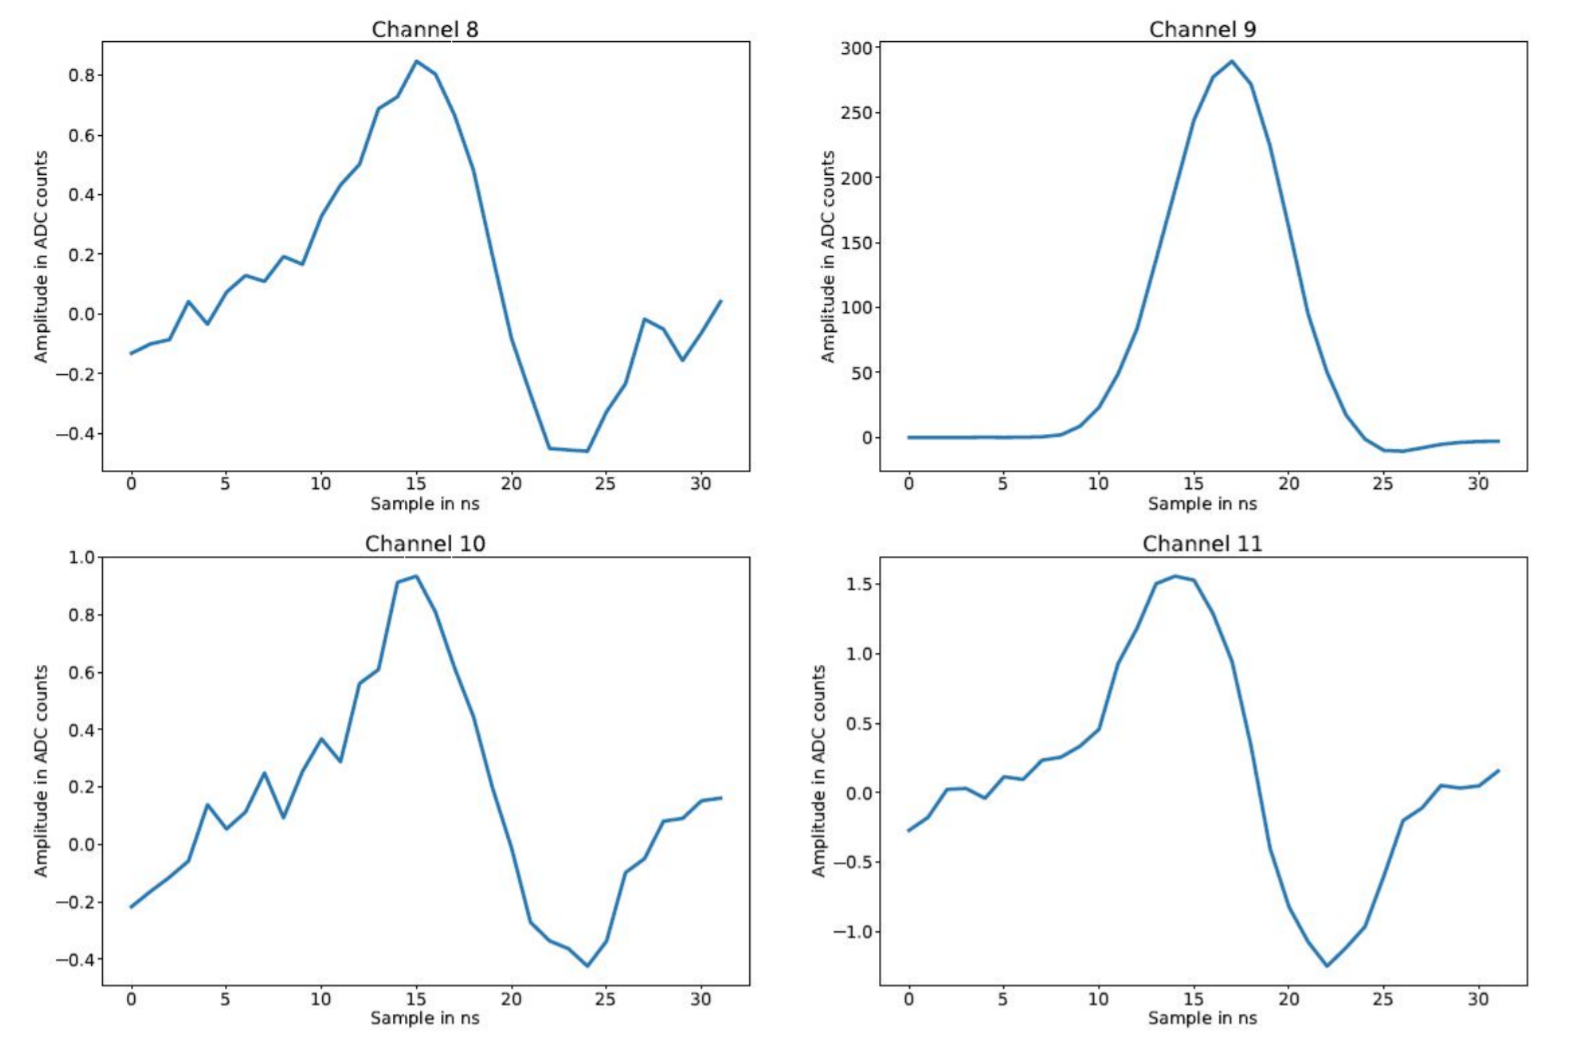 Channel 8
0.8
0.6
0.4
0.2
0.0
−0.2
−0.4
Amplitude in ADC counts
0 5 10 15 20 25 30
Sample in ns
Channel 9
300
250
200
150
100
50
0
Amplitude in ADC counts
0 5 10 15 20 25 30
Sample in ns
Channel 10
1.0
0.8
0.6
0.4
0.2
0.0
−0.2
−0.4
Amplitude in ADC counts
0 5 10 15 20 25 30
Sample in ns
Channel 11
1.5
1.0
0.5
0.0
−0.5
−1.0
Amplitude in ADC counts
0 5 10 15 20 25 30
Sample in ns